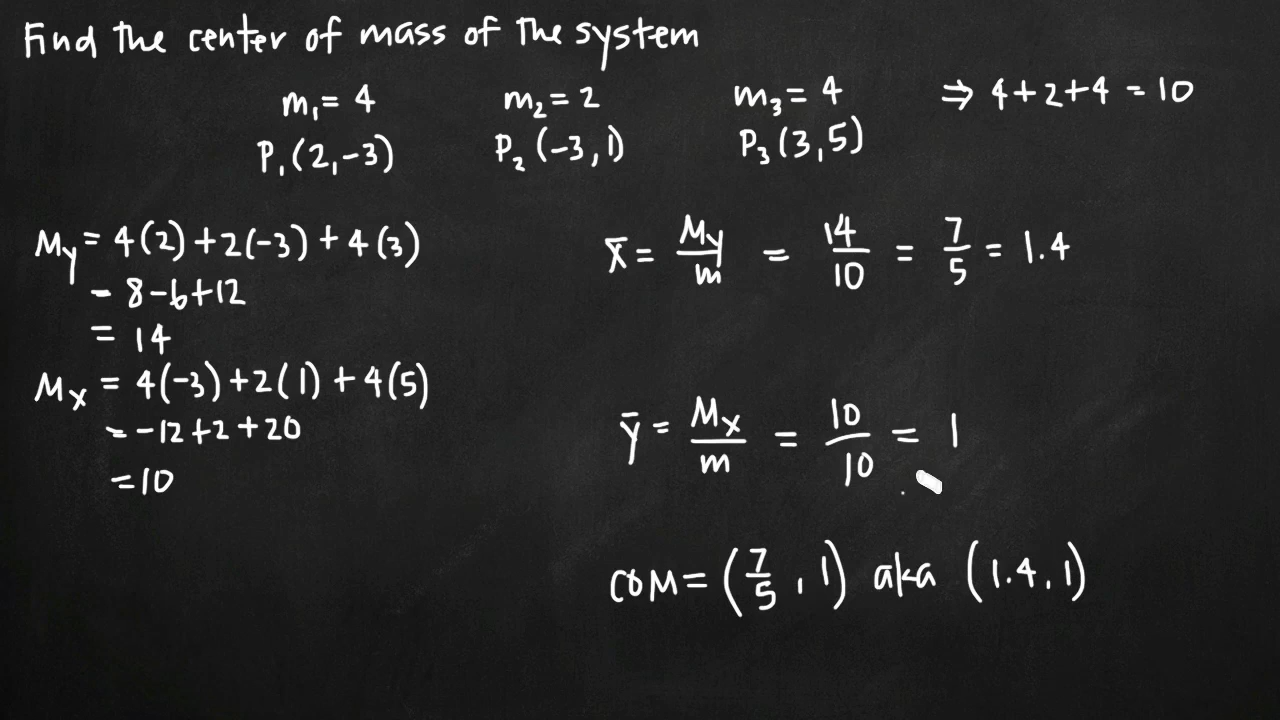 Find the center of mass of the system
m₁ = 4 m₂ = 2 m₃ = 4 ⇒ 4+2+4 = 10
P₁(2,-3) P₂(-3,1) P₃(3,5)
My = 4(2)+2(-3)+4(3)
= 8-6+12
= 14
Mx = 4(-3)+2(1)+4(5)
= -12+2+20
=10
x̄ = My/m = 14/10 = 7/5 = 1.4
ȳ = Mx/m = 10/10 = 1
COM = (7/5, 1) aka (1.4, 1)